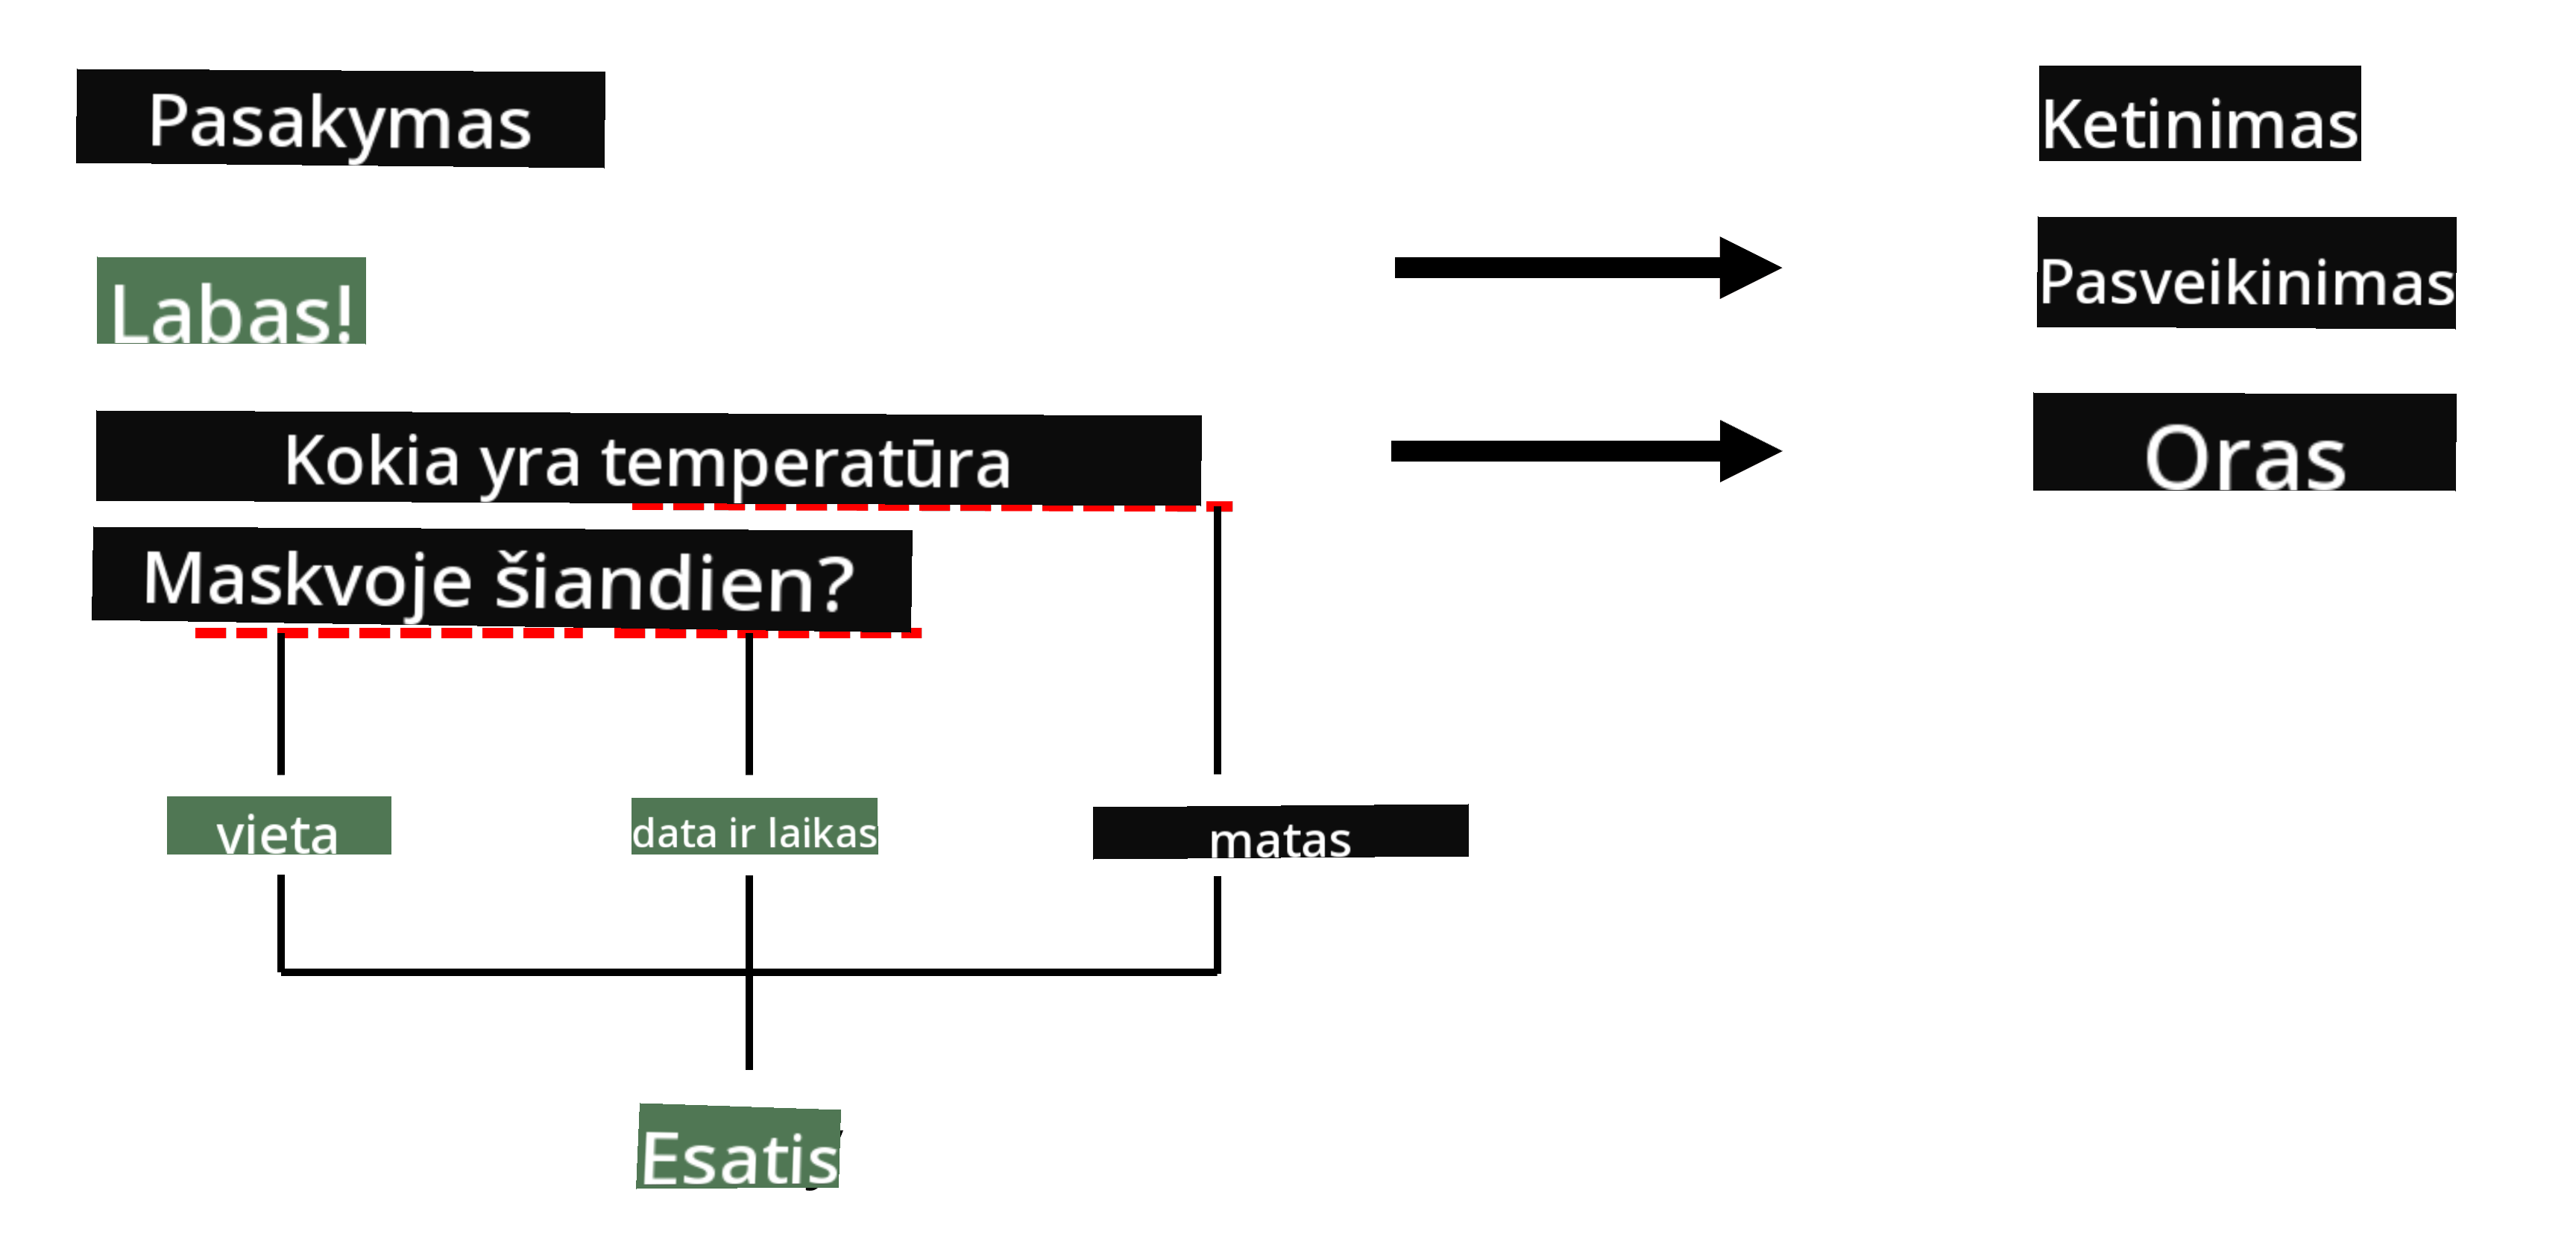 Pasakymas
Ketinimas
Labas!
Pasveikinimas
Kokia yra temperatūra
Oras
Maskvoje šiandien?
vieta
data ir laikas
matas
Esatis